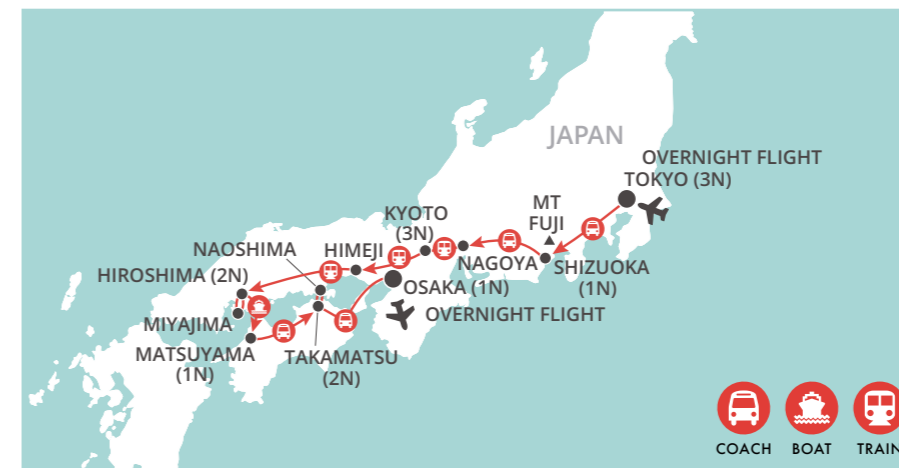 JAPAN
OVERNIGHT FLIGHT
TOKYO (3N)
MT
FUJI
KYOTO
(3N)
NAOSHIMA
HIMEJI
NAGOYA
SHIZUOKA
(1N)
HIROSHIMA (2N)
OSAKA (1N)
OVERNIGHT FLIGHT
MIYAJIMA
MATSUYAMA
(1N)
TAKAMATSU
(2N)
COACH
BOAT
TRAIN